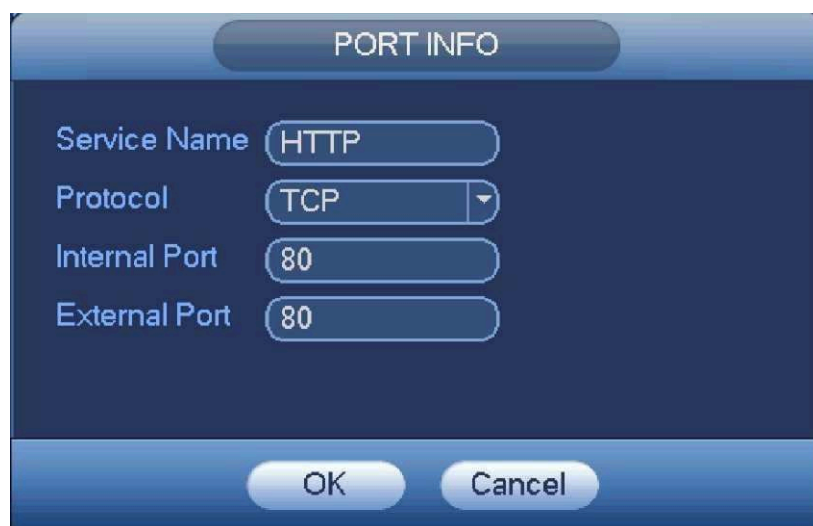 PORT INFO
Service Name HTTP
Protocol TCP
Internal Port 80
External Port 80
OK Cancel